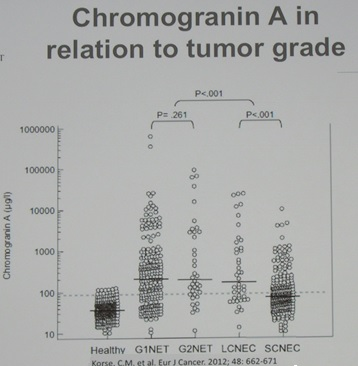 Chromogranin A in
relation to tumor grade
T
P<.001
P= .261
P<.001
Chromogranin A (µg/l)
1000000
100000
10000
1000
100
10
Healthy G1NET G2NET LCNEC SCNEC
Korse, C.M. et al. Eur J Cancer. 2012; 48: 662-671